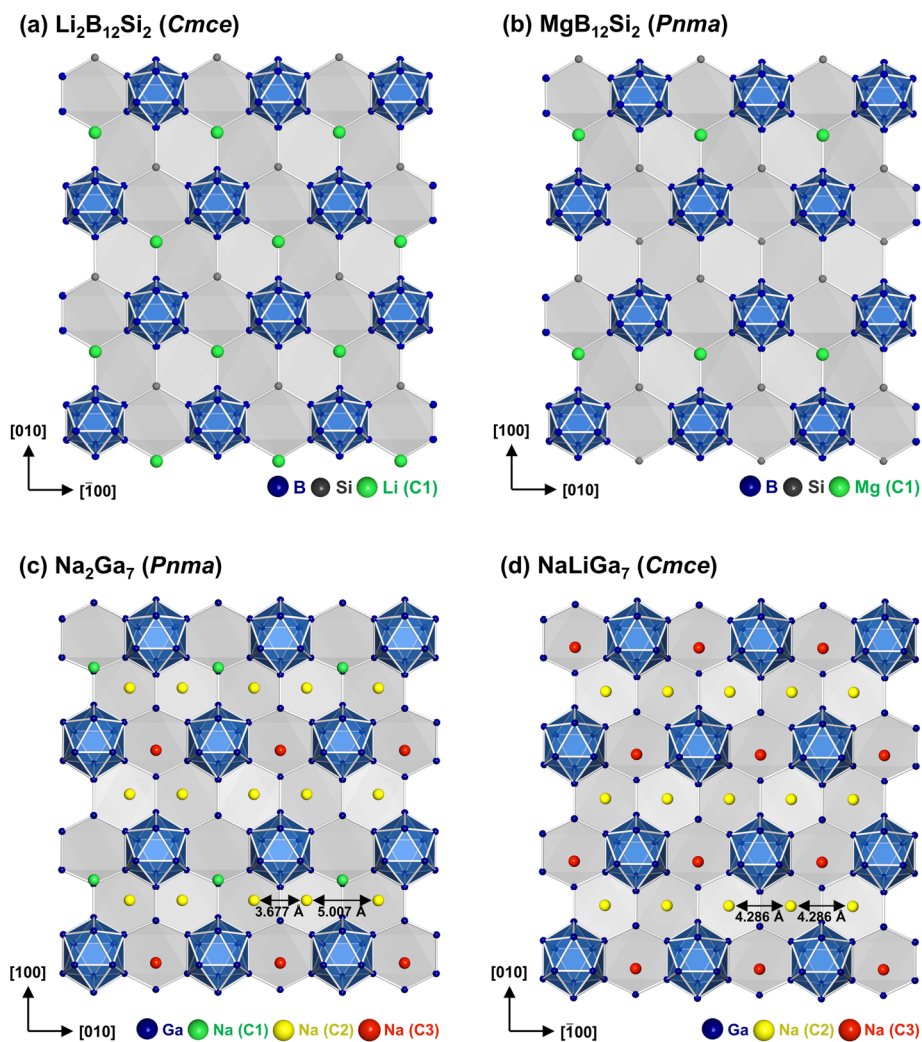 (a) Li₂B₁₂Si₂ (Cmce)
(b) MgB₁₂Si₂ (Pnma)
[010]
[1̄00]
B Si Li (C1)
[100]
[010]
B Si Mg (C1)
(c) Na₂Ga₇ (Pnma)
(d) NaLiGa₇ (Cmce)
3.677 Å 5.007 Å
4.286 Å 4.286 Å
[100]
[010]
Ga Na (C1) Na (C2) Na (C3)
[010]
[1̄00]
Ga Na (C2) Na (C3)